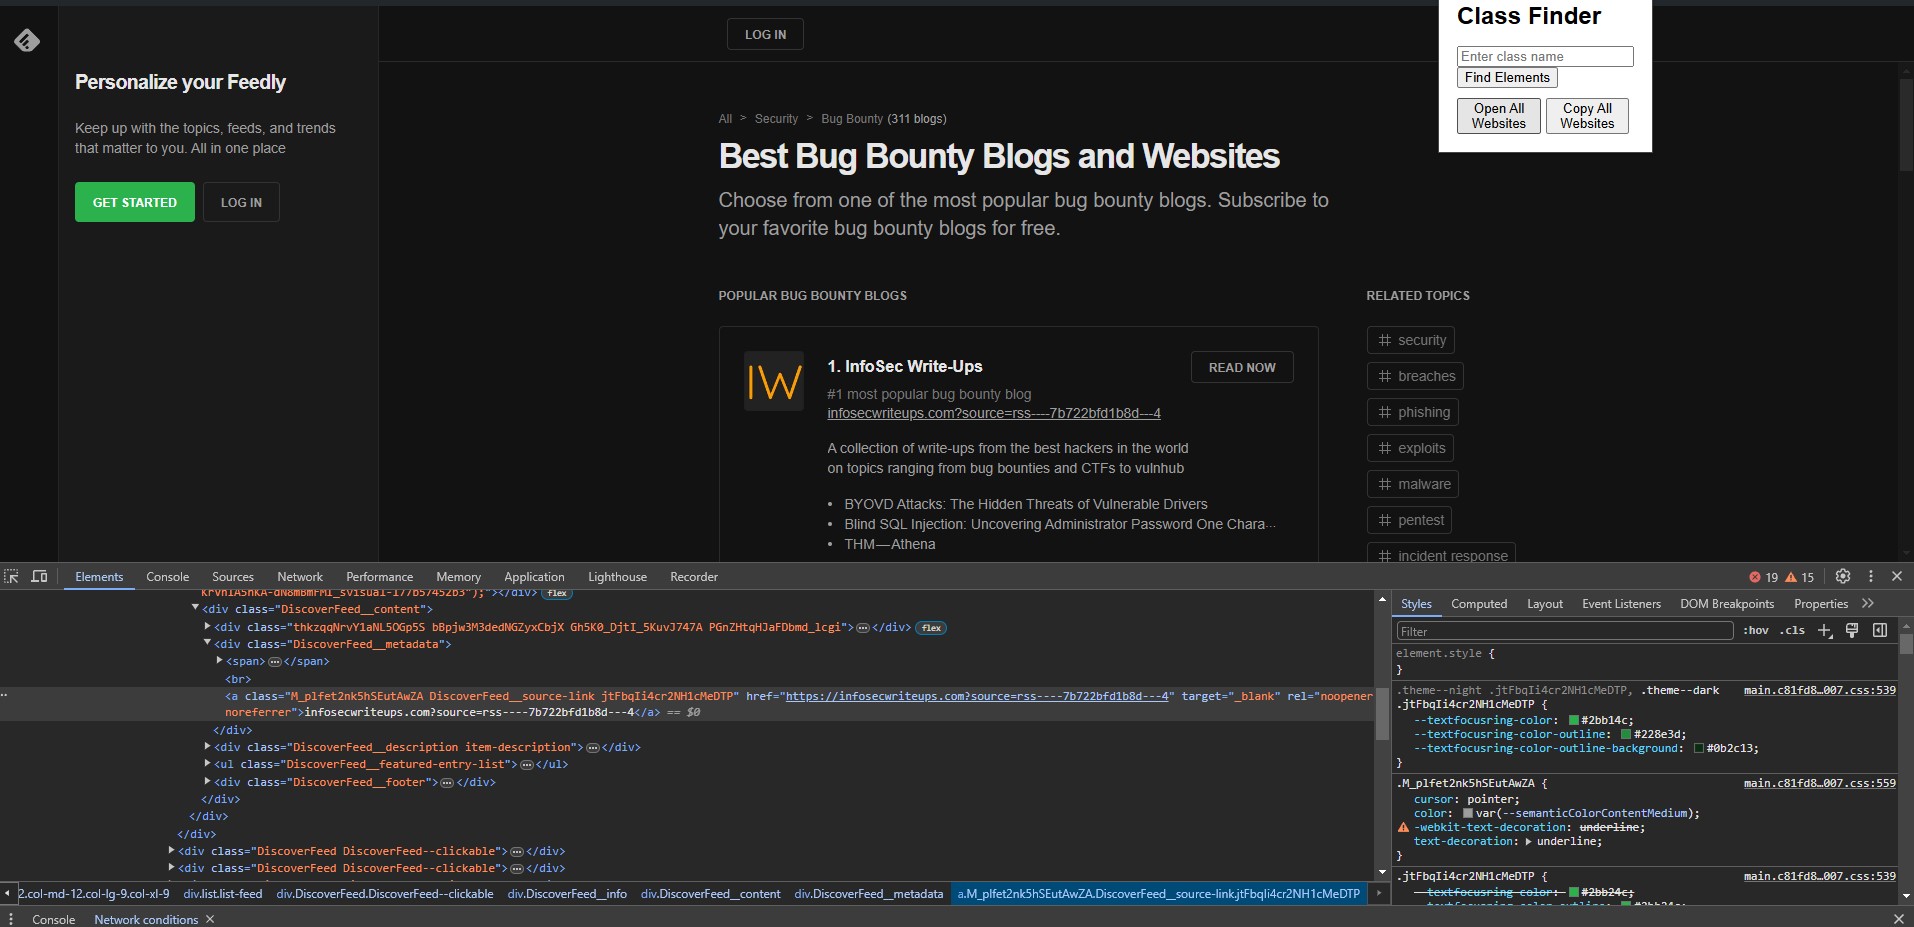 Personalize your Feedly
Keep up with the topics, feeds, and trends
that matter to you. All in one place
GET STARTED
LOG IN
LOG IN
All > Security > Bug Bounty (311 blogs)
Best Bug Bounty Blogs and Websites
Choose from one of the most popular bug bounty blogs. Subscribe to
your favorite bug bounty blogs for free.
POPULAR BUG BOUNTY BLOGS
IW
1. InfoSec Write-Ups
READ NOW
#1 most popular bug bounty blog
infosecwriteups.com?source=rss----7b722bfd1b8d---4
A collection of write-ups from the best hackers in the world
on topics ranging from bug bounties and CTFs to vulnhub
• BYOVD Attacks: The Hidden Threats of Vulnerable Drivers
• Blind SQL Injection: Uncovering Administrator Password One Chara...
• THM — Athena
RELATED TOPICS
# security
# breaches
# phishing
# exploits
# malware
# pentest
# incident response
Class Finder
Enter class name
Find Elements
Open All
Websites
Copy All
Websites
Elements Console Sources Network Performance Memory Application Lighthouse Recorder
19 15
flex
<div class="DiscoverFeed__content">
<div class="thkzqqNrvY1aNL5OGp5S bBpjw3M3dedNGZyxCbjX Gh5K0_DjtI_5KuvJ747A PGnZHtqHJaFDbmd_lcgi">…</div> flex
<div class="DiscoverFeed__metadata">
<span>…</span>
<br>
<a class="M_plfet2nk5hSEutAwZA DiscoverFeed__source-link jtFbqIi4cr2NH1cMeDTP" href="https://infosecwriteups.com?source=rss----7b722bfd1b8d---4" target="_blank" rel="noopener
noreferrer">infosecwriteups.com?source=rss----7b722bfd1b8d---4</a> == $0
</div>
<div class="DiscoverFeed__description item-description">…</div>
<ul class="DiscoverFeed__featured-entry-list">…</ul>
<div class="DiscoverFeed__footer">…</div>
</div>
</div>
</div>
<div class="DiscoverFeed DiscoverFeed--clickable">…</div>
<div class="DiscoverFeed DiscoverFeed--clickable">…</div>
2.col-md-12.col-lg-9.col-xl-9 div.list.list-feed div.DiscoverFeed.DiscoverFeed--clickable div.DiscoverFeed__info div.DiscoverFeed__content div.DiscoverFeed__metadata a.M_plfet2nk5hSEutAwZA.DiscoverFeed__source-link.jtFbqIi4cr2NH1cMeDTP
Styles Computed Layout Event Listeners DOM Breakpoints Properties
Filter
:hov .cls
element.style {
}
.theme--night .jtFbqIi4cr2NH1cMeDTP, .theme--dark main.c81fd8…007.css:539
.jtFbqIi4cr2NH1cMeDTP {
--textfocusring-color: #2bb14c;
--textfocusring-color-outline: #228e3d;
--textfocusring-color-outline-background: #0b2c13;
}
.M_plfet2nk5hSEutAwZA { main.c81fd8…007.css:559
cursor: pointer;
color: var(--semanticColorContentMedium);
-webkit-text-decoration: underline;
text-decoration: underline;
}
.jtFbqIi4cr2NH1cMeDTP { main.c81fd8…007.css:539
--textfocusring-color: #2bb24c;
Console Network conditions